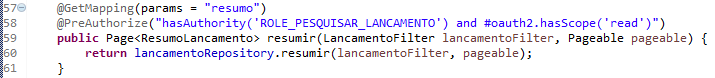 57 @GetMapping(params = "resumo")
58 @PreAuthorize("hasAuthority('ROLE_PESQUISAR_LANCAMENTO') and #oauth2.hasScope('read')")
59 public Page<ResumoLancamento> resumir(LancamentoFilter lancamentoFilter, Pageable pageable) {
60 return lancamentoRepository.resumir(lancamentoFilter, pageable);
61 }